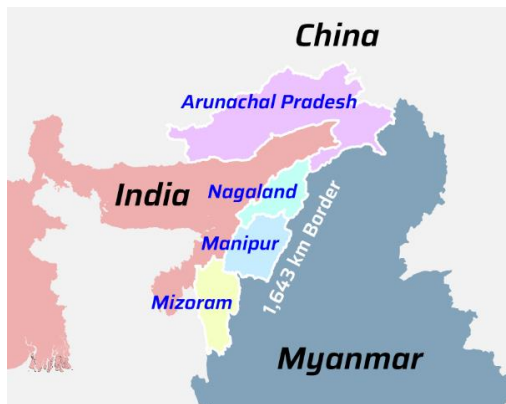 China
Arunachal Pradesh
India
Nagaland
Manipur
1,643 km Border
Mizoram
Myanmar